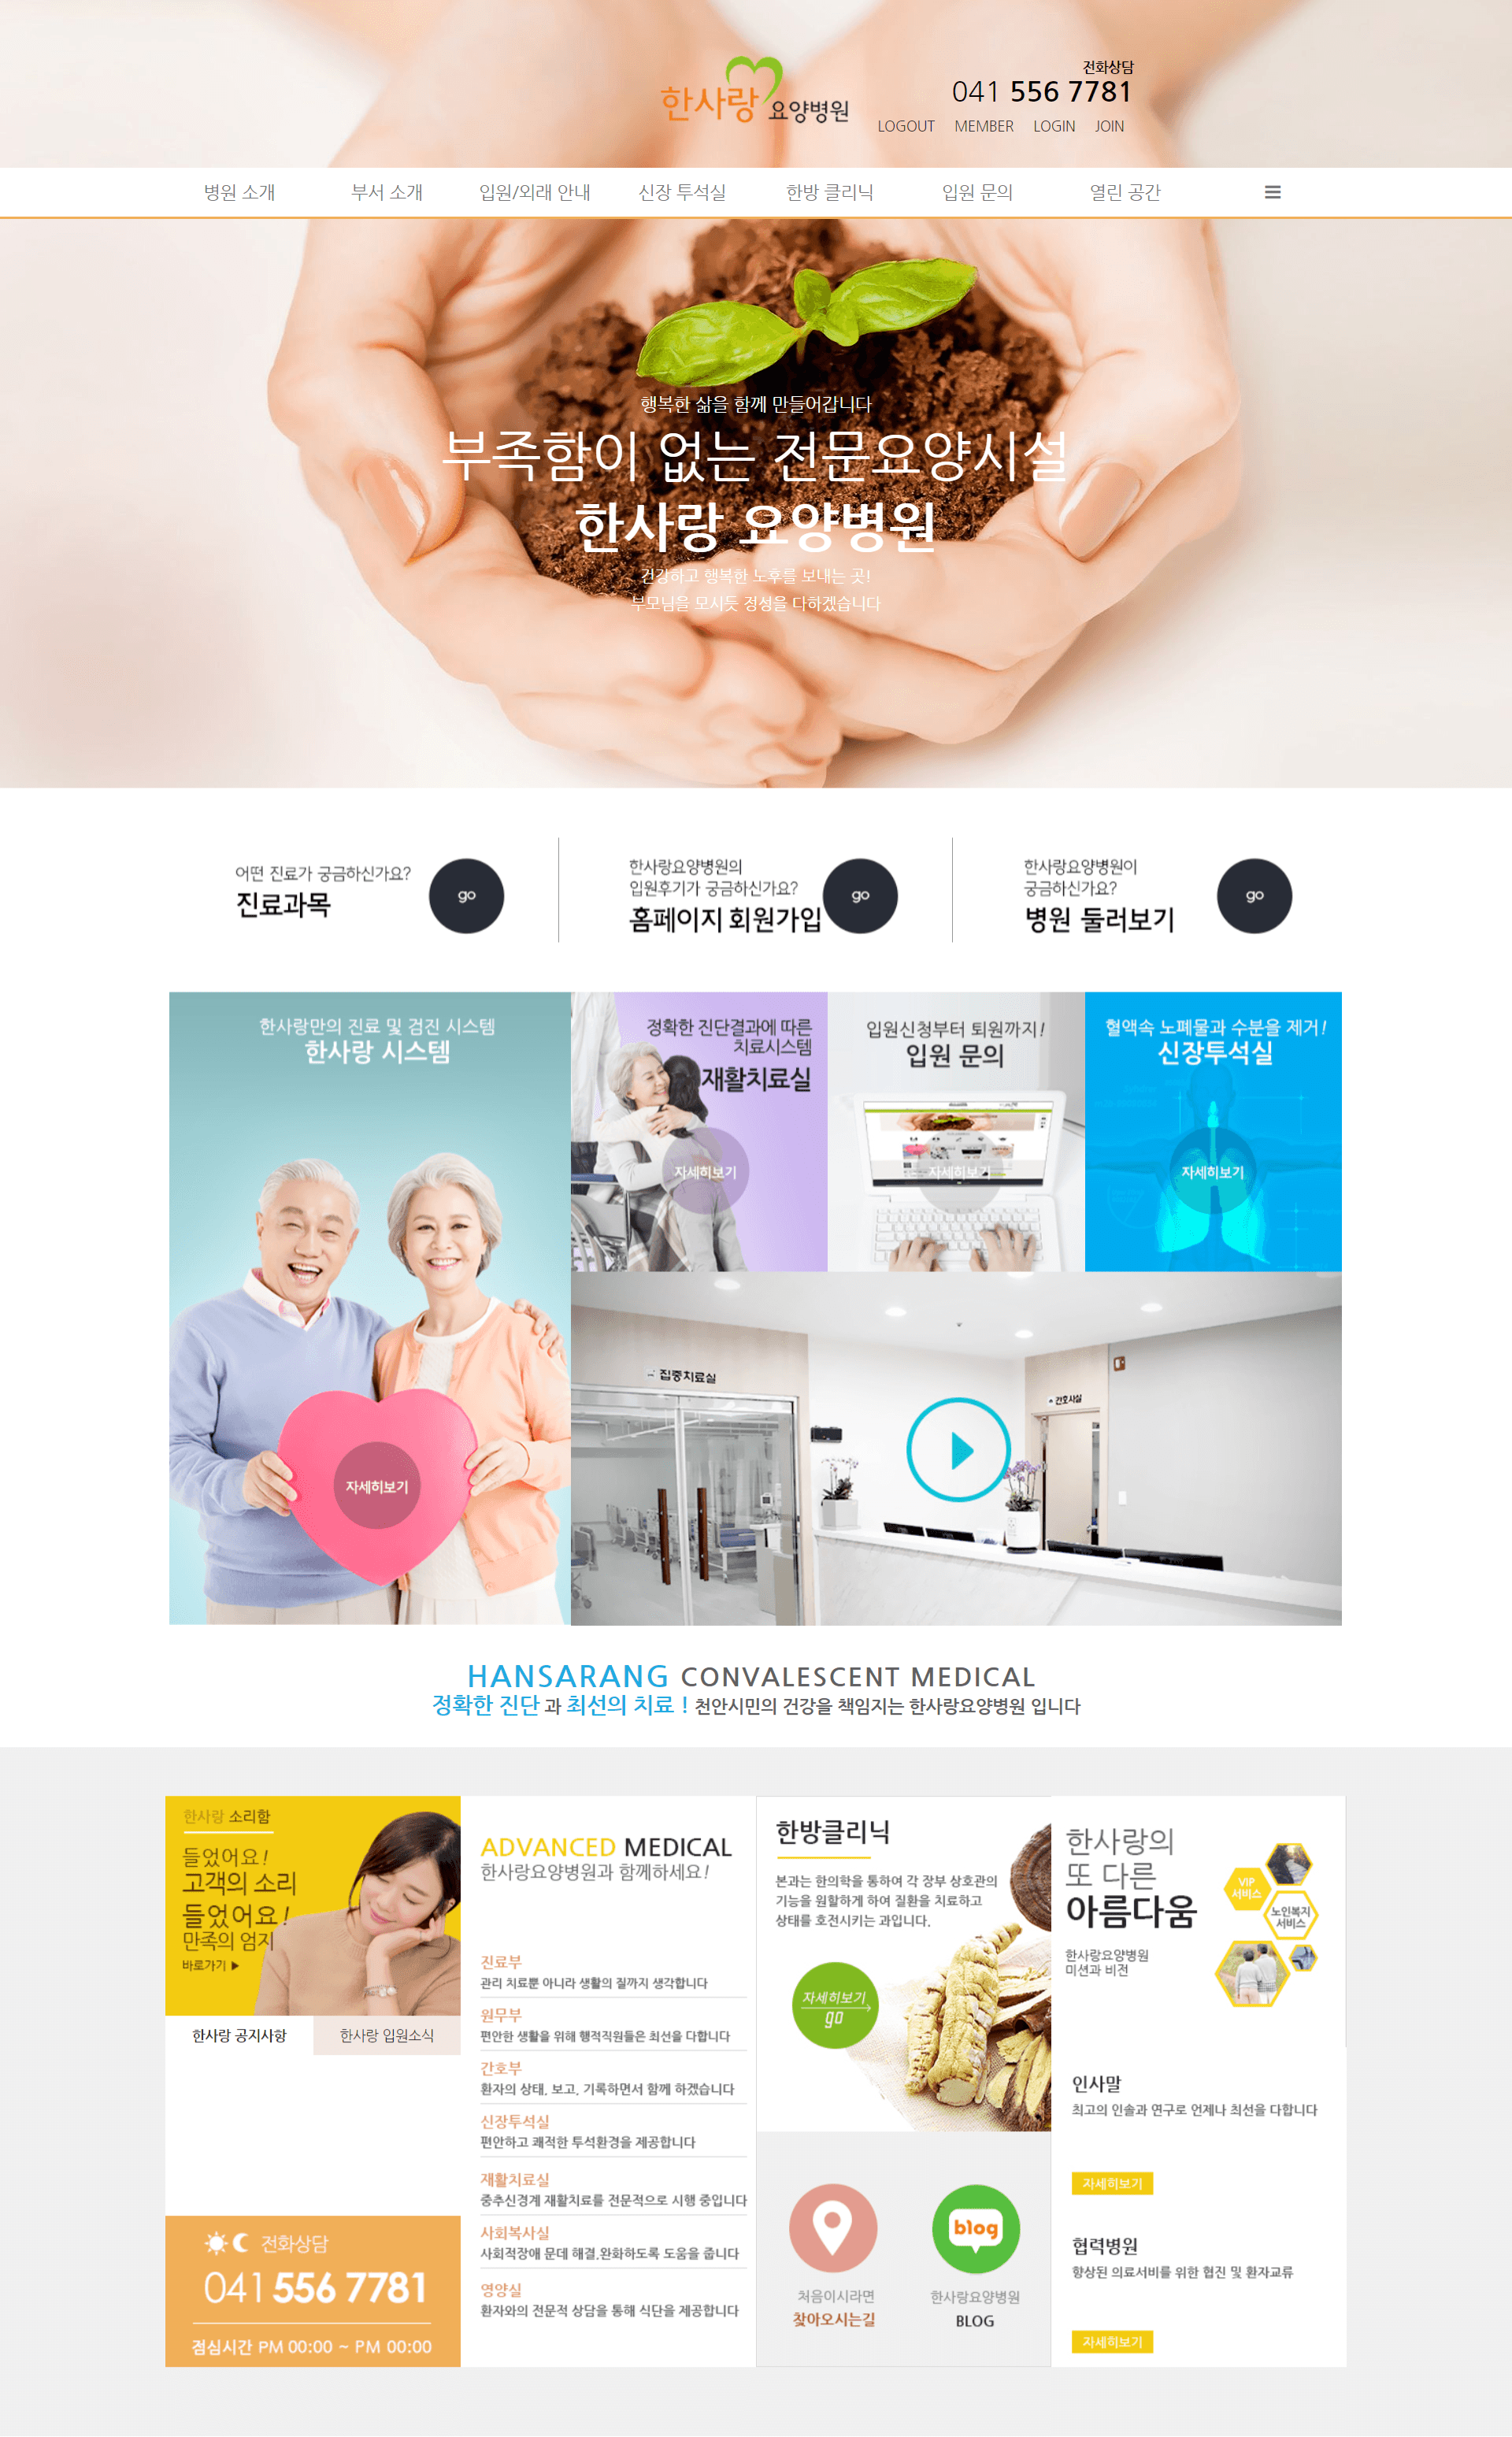 한사랑 요양병원
전화상담
041 556 7781
LOGOUT MEMBER LOGIN JOIN
병원 소개 부서 소개 입원/외래 안내 신장 투석실 한방 클리닉 입원 문의 열린 공간
행복한 삶을 함께 만들어갑니다
부족함이 없는 전문요양시설
한사랑 요양병원
건강하고 행복한 노후를 보내는 곳!
부모님을 모시듯 정성을 다하겠습니다
어떤 진료가 궁금하신가요?
진료과목
go
한사랑요양병원의
입원후기가 궁금하신가요?
홈페이지 회원가입
go
한사랑요양병원이
궁금하신가요?
병원 둘러보기
go
한사랑만의 진료 및 검진 시스템
한사랑 시스템
자세히보기
정확한 진단결과에 따른
치료시스템
재활치료실
자세히보기
입원신청부터 퇴원까지!
입원 문의
자세히보기
혈액속 노폐물과 수분을 제거!
신장투석실
자세히보기
집중치료실
간호사실
HANSARANG CONVALESCENT MEDICAL
정확한 진단 과 최선의 치료 ! 천안시민의 건강을 책임지는 한사랑요양병원 입니다
한사랑 소리함
들었어요!
고객의 소리
들었어요!
만족의 엄지
바로가기 ▶
한사랑 공지사항 한사랑 입원소식
전화상담
041 556 7781
점심시간 PM 00:00 ~ PM 00:00
ADVANCED MEDICAL
한사랑요양병원과 함께하세요!
진료부
관리 치료뿐 아니라 생활의 질까지 생각합니다
원무부
편안한 생활을 위해 행적직원들은 최선을 다합니다
간호부
환자의 상태, 보고, 기록하면서 함께 하겠습니다
신장투석실
편안하고 쾌적한 투석환경을 제공합니다
재활치료실
중추신경계 재활치료를 전문적으로 시행 중입니다
사회복사실
사회적장애 문데 해결,완화하도록 도움을 줍니다
영양실
환자와의 전문적 상담을 통해 식단을 제공합니다
한방클리닉
본과는 한의학을 통하여 각 장부 상호관의
기능을 원할하게 하여 질환을 치료하고
상태를 호전시키는 과입니다.
자세히보기
go
처음이시라면
찾아오시는길
blog
한사랑요양병원
BLOG
한사랑의
또 다른
아름다움
한사랑요양병원
미션과 비전
VIP
서비스
노인복지
서비스
인사말
최고의 인솔과 연구로 언제나 최선을 다합니다
자세히보기
협력병원
향상된 의료서비를 위한 협진 및 환자교류
자세히보기